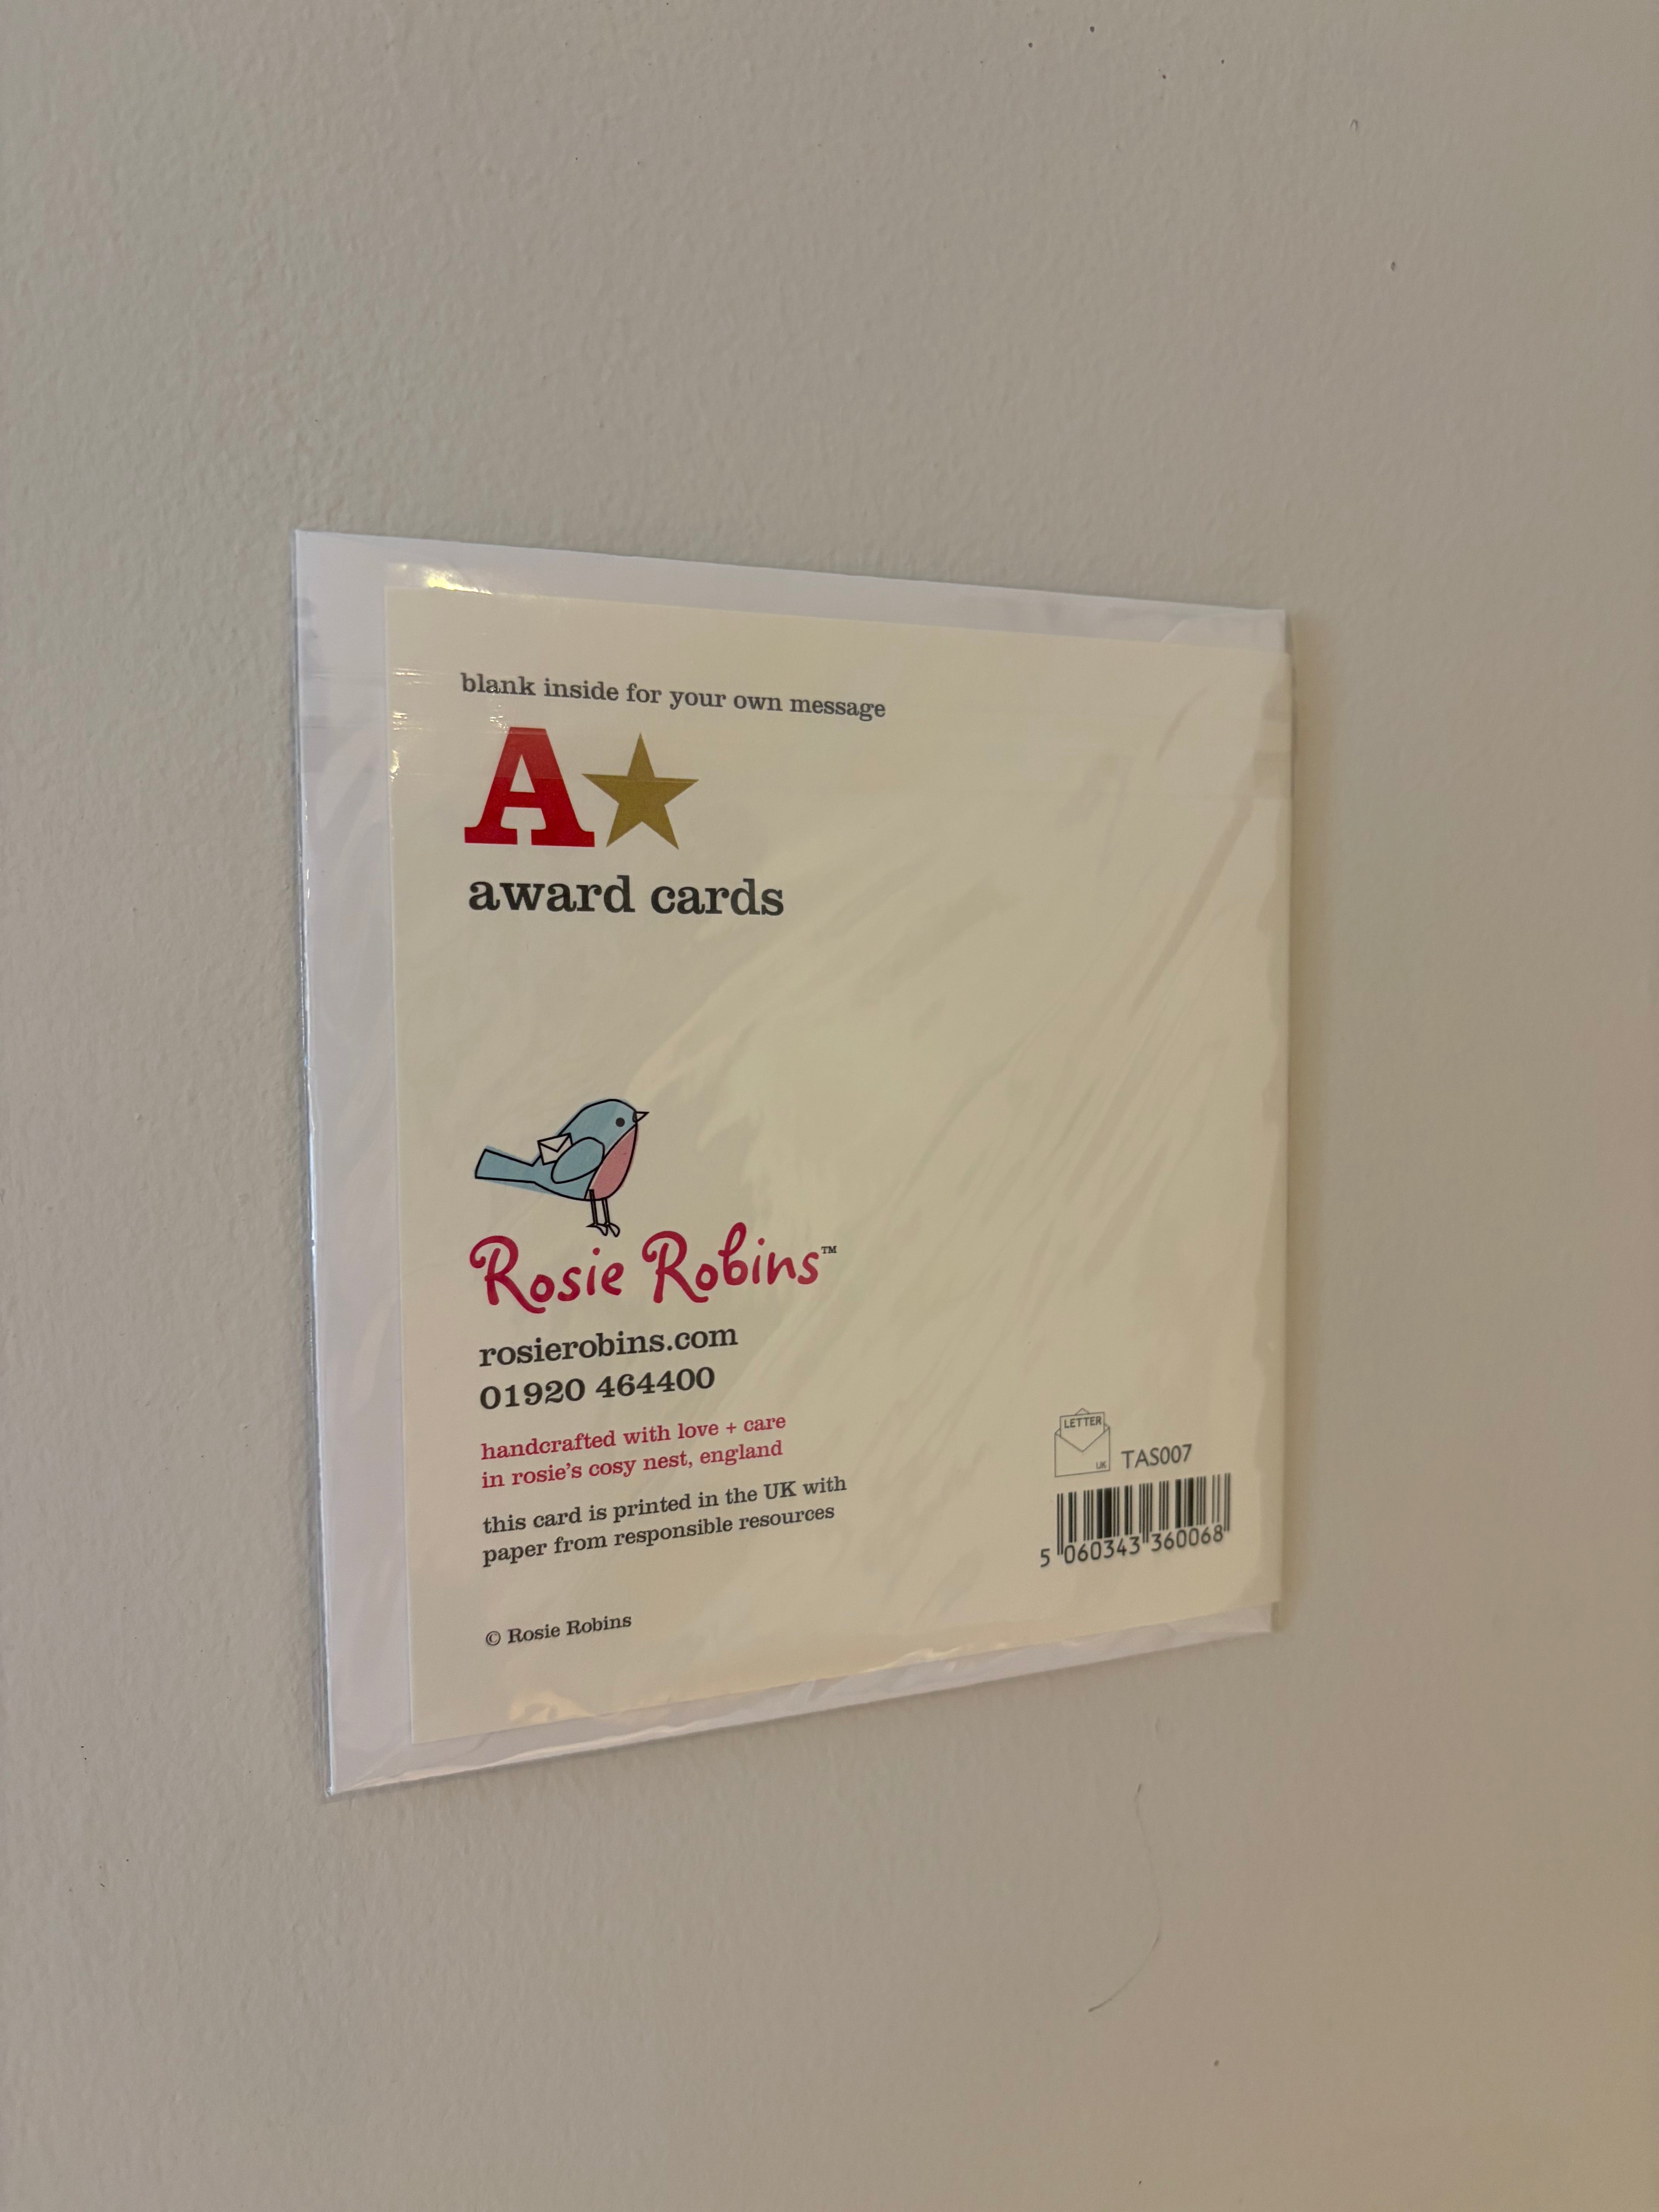 blank inside for your own message
A★
award cards
Rosie Robins™
rosierobins.com
01920 464400
handcrafted with love + care
in rosie's cosy nest, england
this card is printed in the UK with
paper from responsible resources
© Rosie Robins
LETTER
UK
TAS007
5 060343 360068